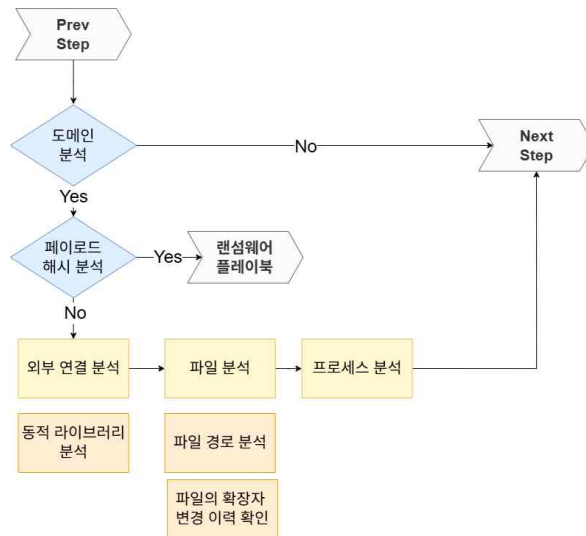 Prev
Step
도메인
분석
No
Next
Step
Yes
페이로드
해시 분석
Yes
랜섬웨어
플레이북
No
외부 연결 분석
파일 분석
프로세스 분석
동적 라이브러리
분석
파일 경로 분석
파일의 확장자
변경 이력 확인